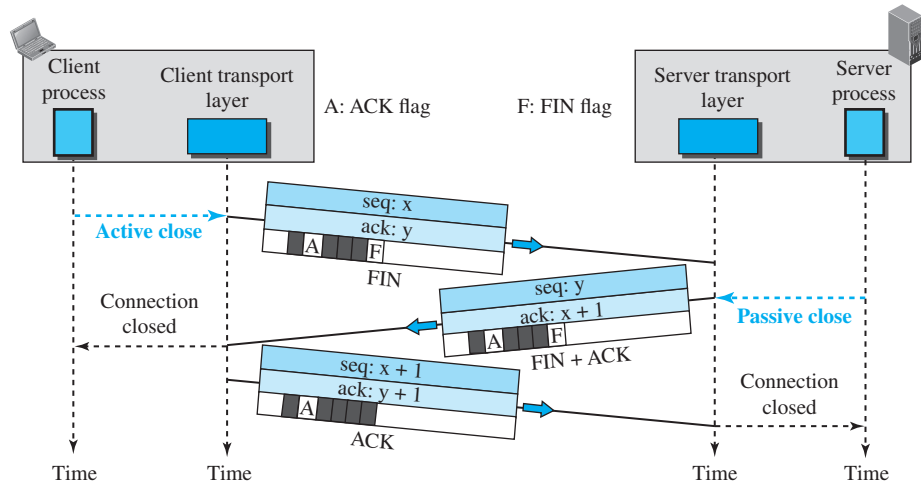 Client
process
Client transport
layer
A: ACK flag
F: FIN flag
Server transport
layer
Server
process
Active close
seq: x
ack: y
A
F
FIN
Connection
closed
seq: y
ack: x + 1
A
F
FIN + ACK
Passive close
seq: x + 1
ack: y + 1
A
ACK
Connection
closed
Time
Time
Time
Time